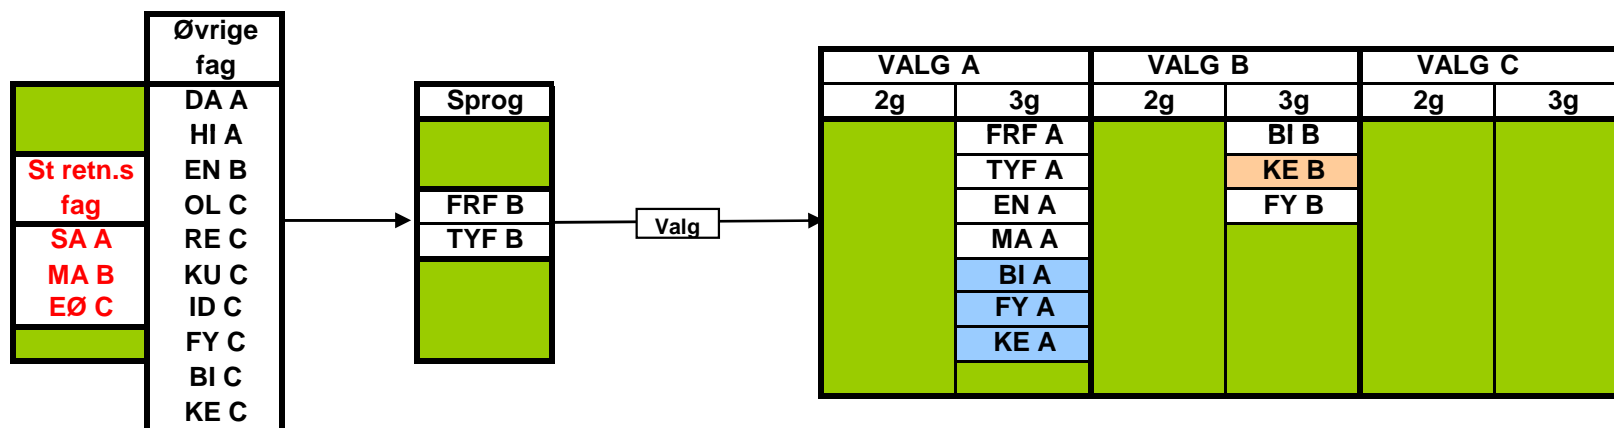 Øvrige
fag
DA A
HI A
EN B
OL C
RE C
KU C
ID C
FY C
BI C
KE C
St retn.s
fag
SA A
MA B
EØ C
Sprog
FRF B
TYF B
Valg
VALG A VALG B VALG C
2g 3g 2g 3g 2g 3g
FRF A BI B
TYF A KE B
EN A FY B
MA A
BI A
FY A
KE A